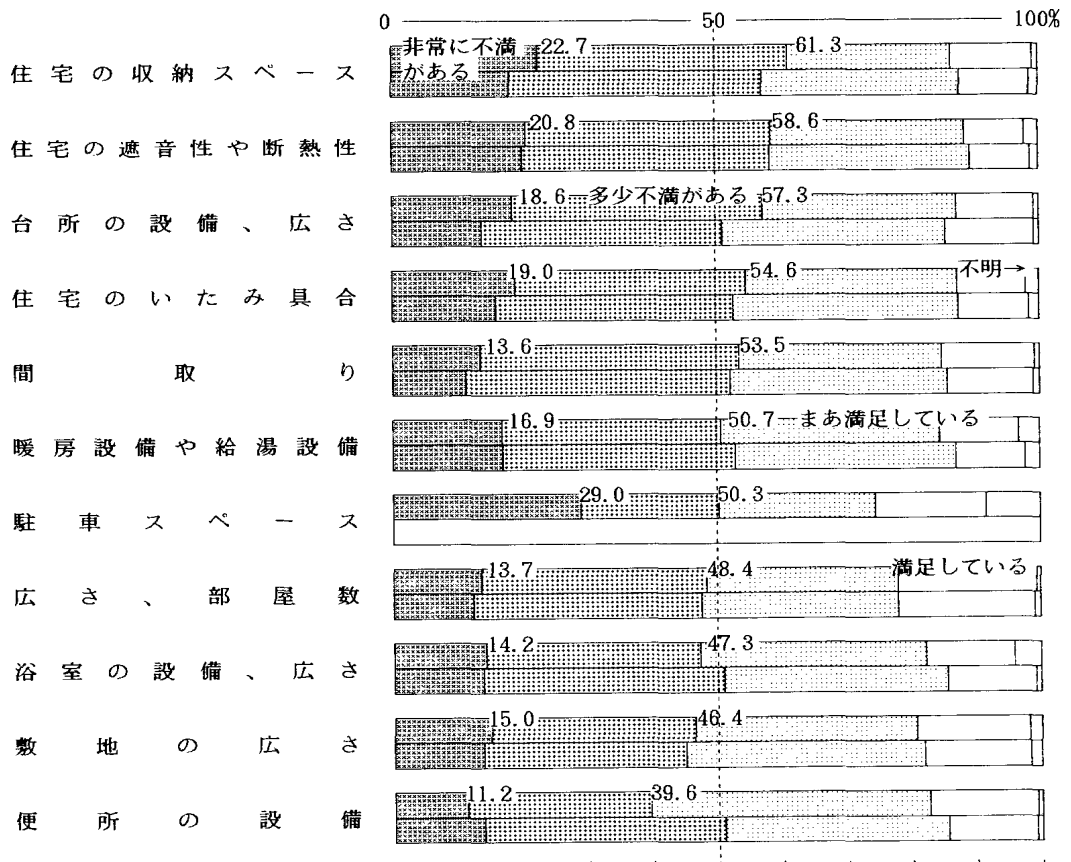 0 50 100%
住宅の収納スペース 非常に不満がある 22.7 61.3
住宅の遮音性や断熱性 20.8 58.6
台所の設備、広さ 18.6 多少不満がある 57.3
住宅のいたみ具合 19.0 54.6 不明→
間取り 13.6 53.5
暖房設備や給湯設備 16.9 50.7 まあ満足している
駐車スペース 29.0 50.3
広さ、部屋数 13.7 48.4 満足している
浴室の設備、広さ 14.2 47.3
敷地の広さ 15.0 46.4
便所の設備 11.2 39.6